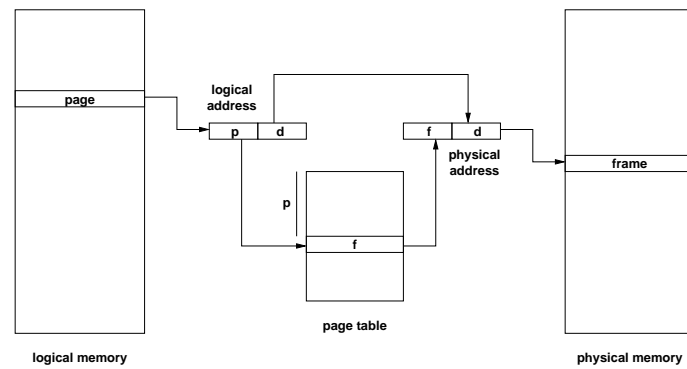 page
logical
address
p d
f d
physical
address
frame
p
f
page table
logical memory
physical memory